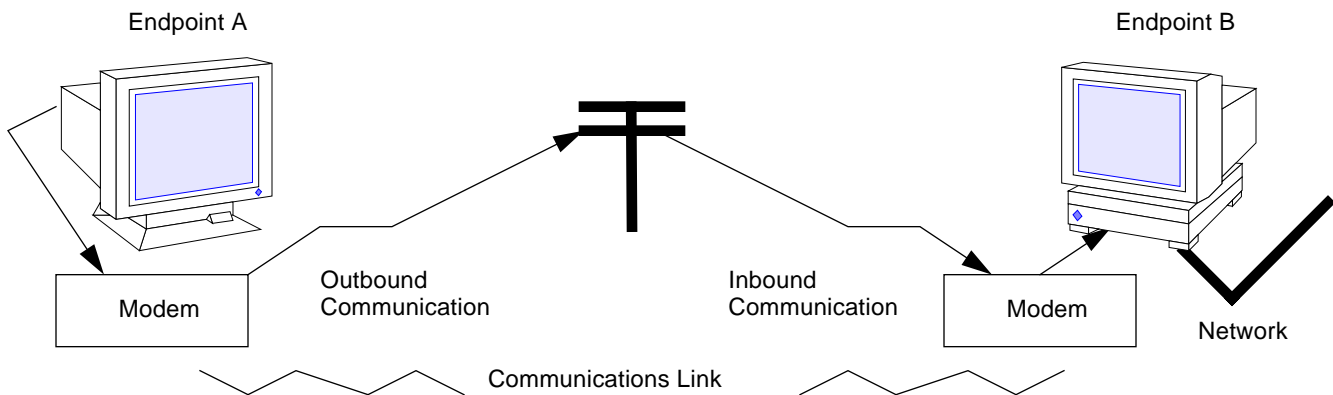 Endpoint A
Endpoint B
Outbound
Communication
Inbound
Communication
Modem
Modem
Network
Communications Link